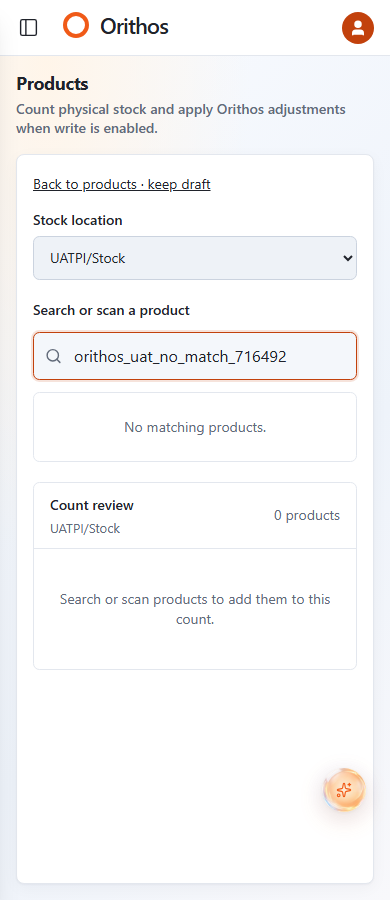 Orithos
Products
Count physical stock and apply Orithos adjustments
when write is enabled.
Back to products · keep draft
Stock location
UATPI/Stock
Search or scan a product
orithos_uat_no_match_716492
No matching products.
Count review
UATPI/Stock
0 products
Search or scan products to add them to this
count.